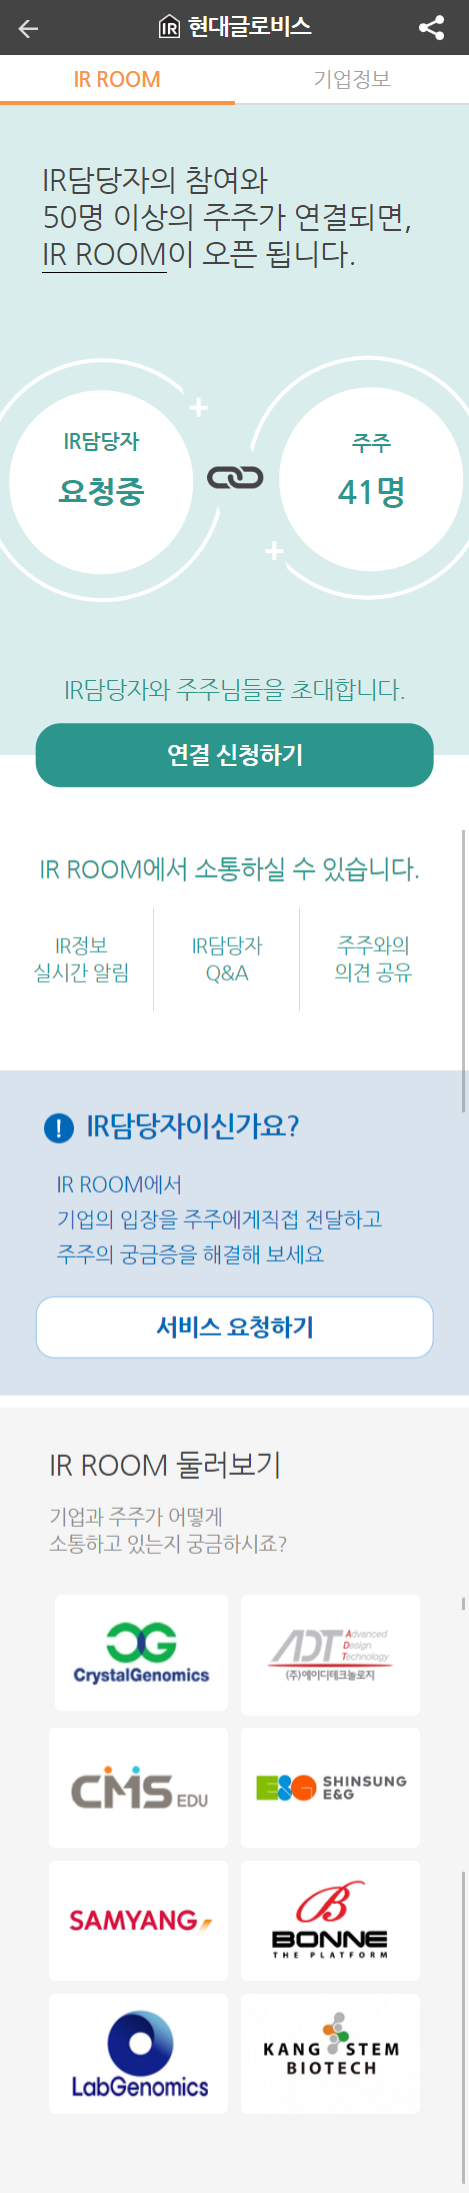 IR 현대글로비스
IR ROOM
기업정보
IR담당자의 참여와
50명 이상의 주주가 연결되면,
IR ROOM이 오픈 됩니다.
IR담당자
요청중
주주
41명
IR담당자와 주주님들을 초대합니다.
연결 신청하기
IR ROOM에서 소통하실 수 있습니다.
IR정보
실시간 알림
IR담당자
Q&A
주주와의
의견 공유
! IR담당자이신가요?
IR ROOM에서
기업의 입장을 주주에게직접 전달하고
주주의 궁금증을 해결해 보세요
서비스 요청하기
IR ROOM 둘러보기
기업과 주주가 어떻게
소통하고 있는지 궁금하시죠?
CG
CrystalGenomics
ADT
Advanced
Design
Technology
(주)에이디테크놀로지
CMS EDU
E&G
SHINSUNG
E&G
SAMYANG
B
BONNE
THE PLATFORM
LabGenomics
KANG STEM
BIOTECH